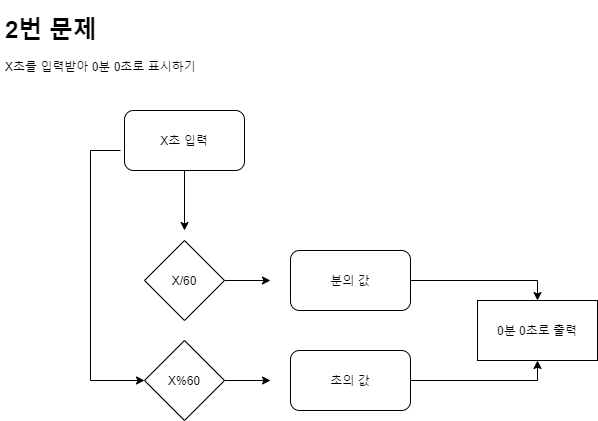 2번 문제
X초를 입력받아 0분 0초로 표시하기
X초 입력
X/60
분의 값
0분 0초로 출력
X%60
초의 값